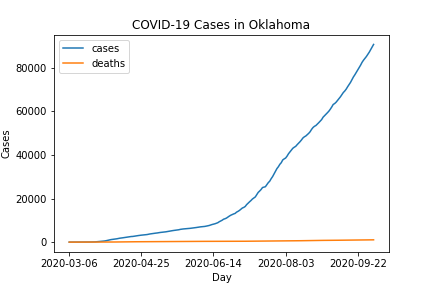 COVID-19 Cases in Oklahoma
cases
deaths
80000
60000
40000
20000
0
Cases
2020-03-06 2020-04-25 2020-06-14 2020-08-03 2020-09-22
Day